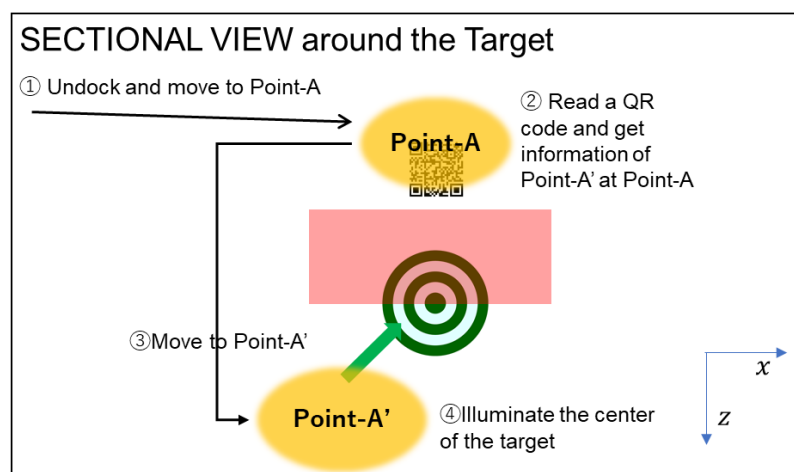 SECTIONAL VIEW around the Target
① Undock and move to Point-A
Point-A
② Read a QR
code and get
information of
Point-A’ at Point-A
③Move to Point-A’
Point-A’
④Illuminate the center
of the target
x
z